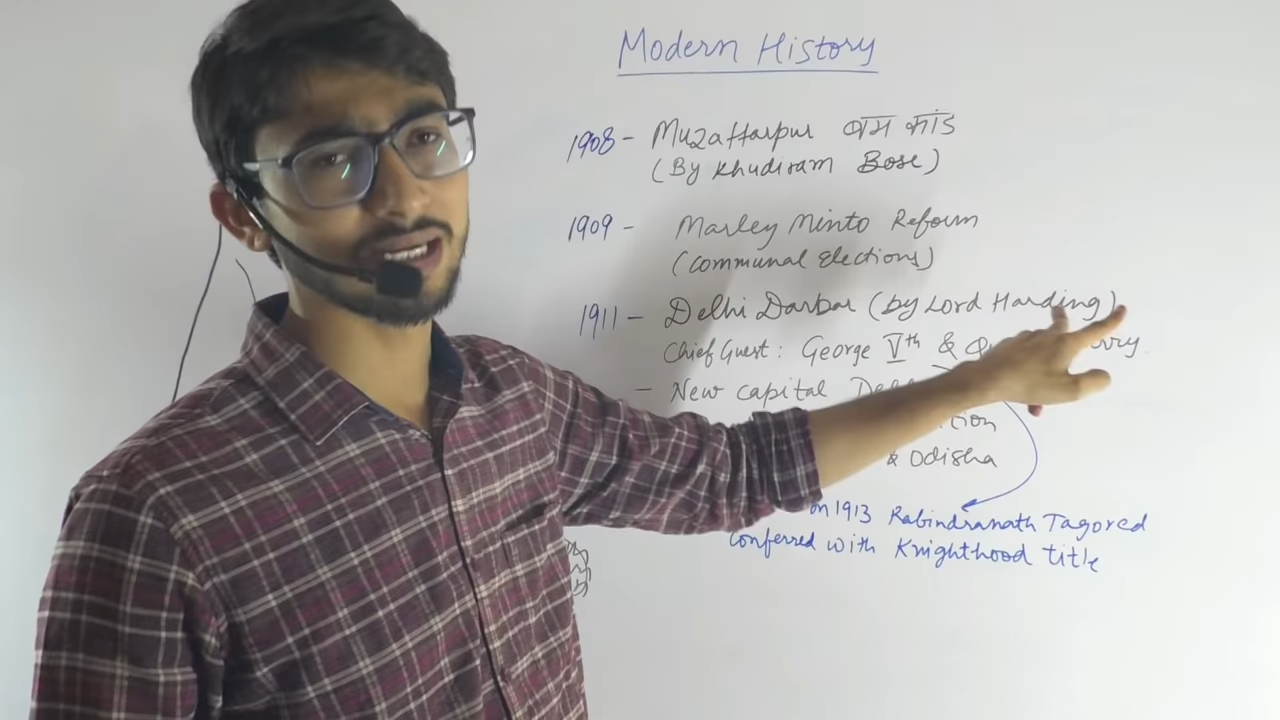 Modern History
1908 - Muzaffarpur बम कांड
(By Khudiram Bose)
1909 - Marley Minto Reform
(Communal Elections)
1911 - Delhi Darbar (by Lord Harding)
Chief Guest: George Vth &
- New capital
& Odisha
1913 Rabindranath Tagored
Conferred with Knighthood title